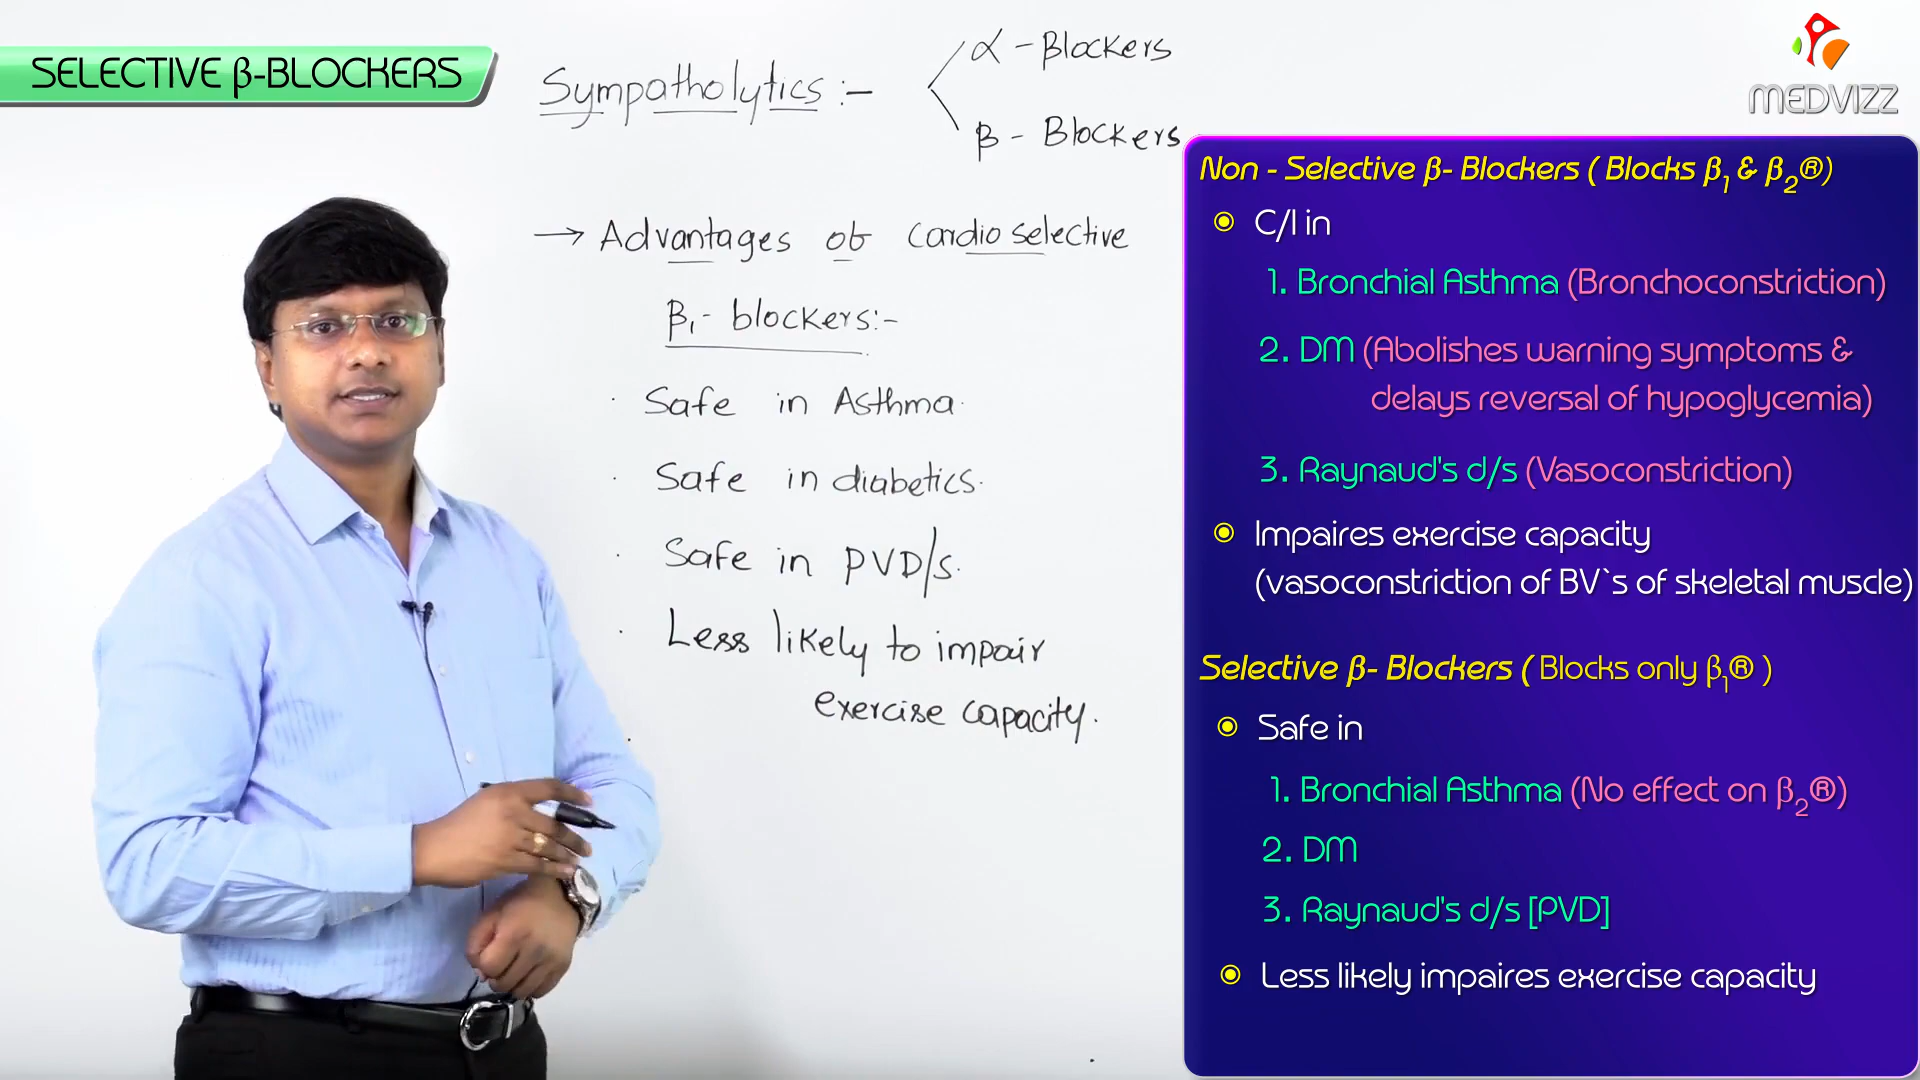 SELECTIVE β-BLOCKERS
Sympatholytics :-
α - Blockers
β - Blockers
→ Advantages of cardioselective
β₁- blockers:-
· Safe in Asthma.
· Safe in diabetics.
· Safe in PVD/s.
· Less likely to impair
exercise capacity.
MEDVIZZ
Non - Selective β- Blockers ( Blocks β₁ & β₂®)
C/I in
1. Bronchial Asthma (Bronchoconstriction)
2. DM (Abolishes warning symptoms &
delays reversal of hypoglycemia)
3. Raynaud's d/s (Vasoconstriction)
Impaires exercise capacity
(vasoconstriction of BV`s of skeletal muscle)
Selective β- Blockers ( Blocks only β₁® )
Safe in
1. Bronchial Asthma (No effect on β₂®)
2. DM
3. Raynaud's d/s [PVD]
Less likely impaires exercise capacity